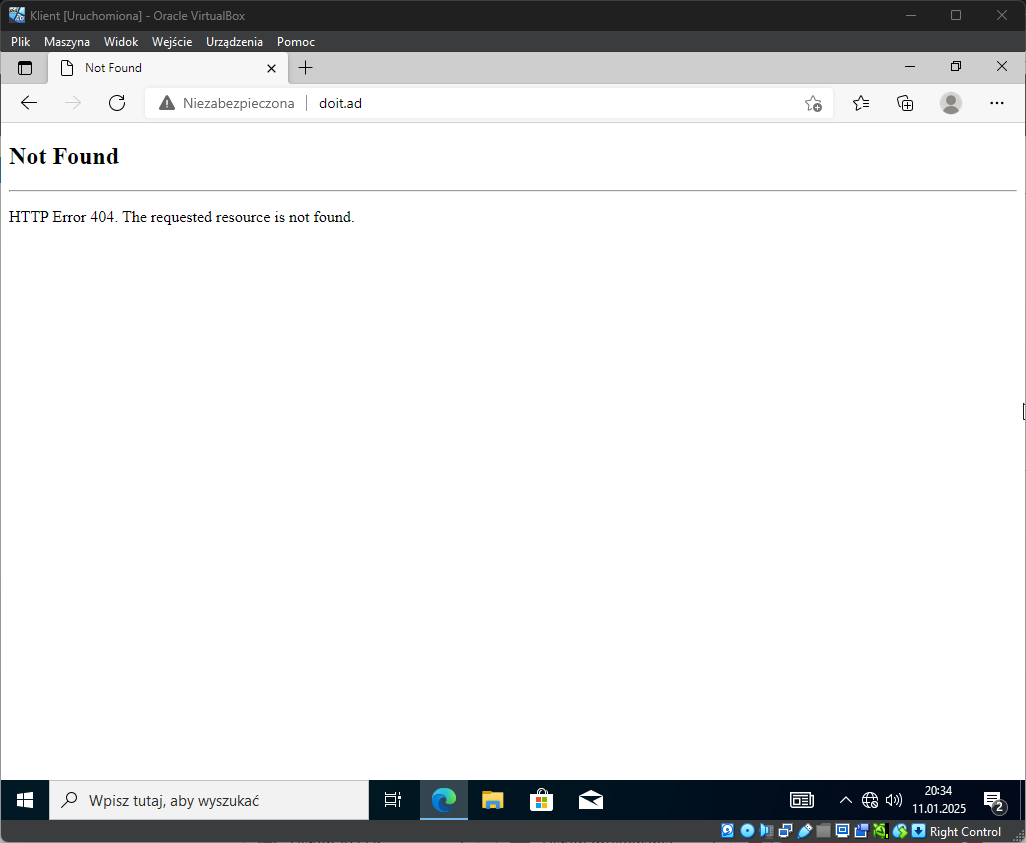 Klient [Uruchomiona] - Oracle VirtualBox
Plik Maszyna Widok Wejście Urządzenia Pomoc
Not Found
Niezabezpieczona doit.ad
Not Found
HTTP Error 404. The requested resource is not found.
Wpisz tutaj, aby wyszukać
20:34
11.01.2025
2
Right Control